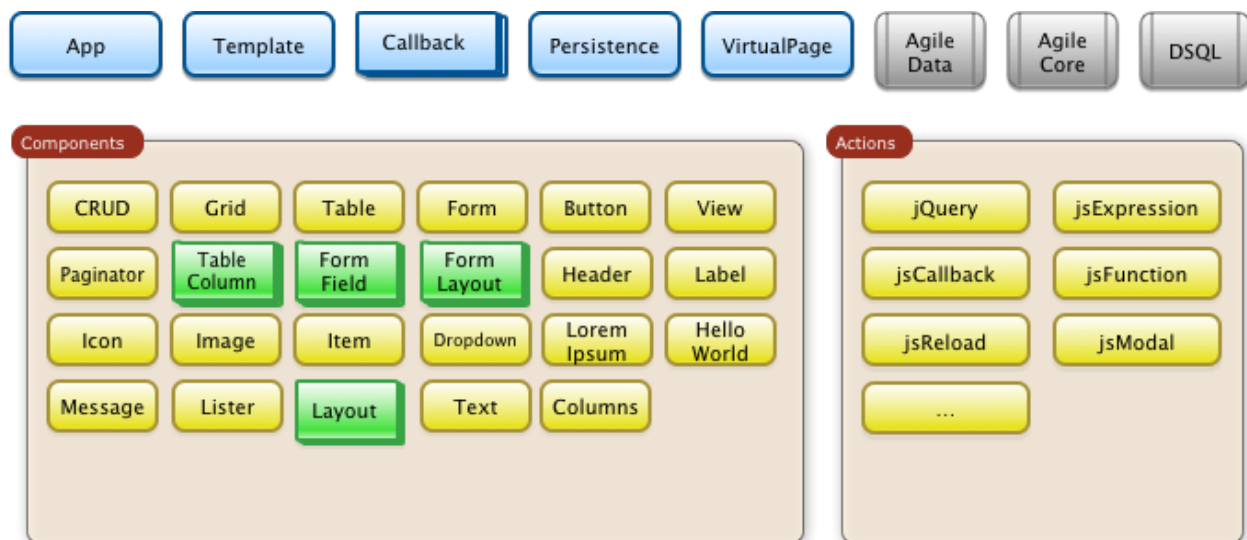 App
Template
Callback
Persistence
VirtualPage
Agile
Data
Agile
Core
DSQL
Components
CRUD
Grid
Table
Form
Button
View
Paginator
Table
Column
Form
Field
Form
Layout
Header
Label
Icon
Image
Item
Dropdown
Lorem
Ipsum
Hello
World
Message
Lister
Layout
Text
Columns
Actions
jQuery
jsExpression
jsCallback
jsFunction
jsReload
jsModal
...